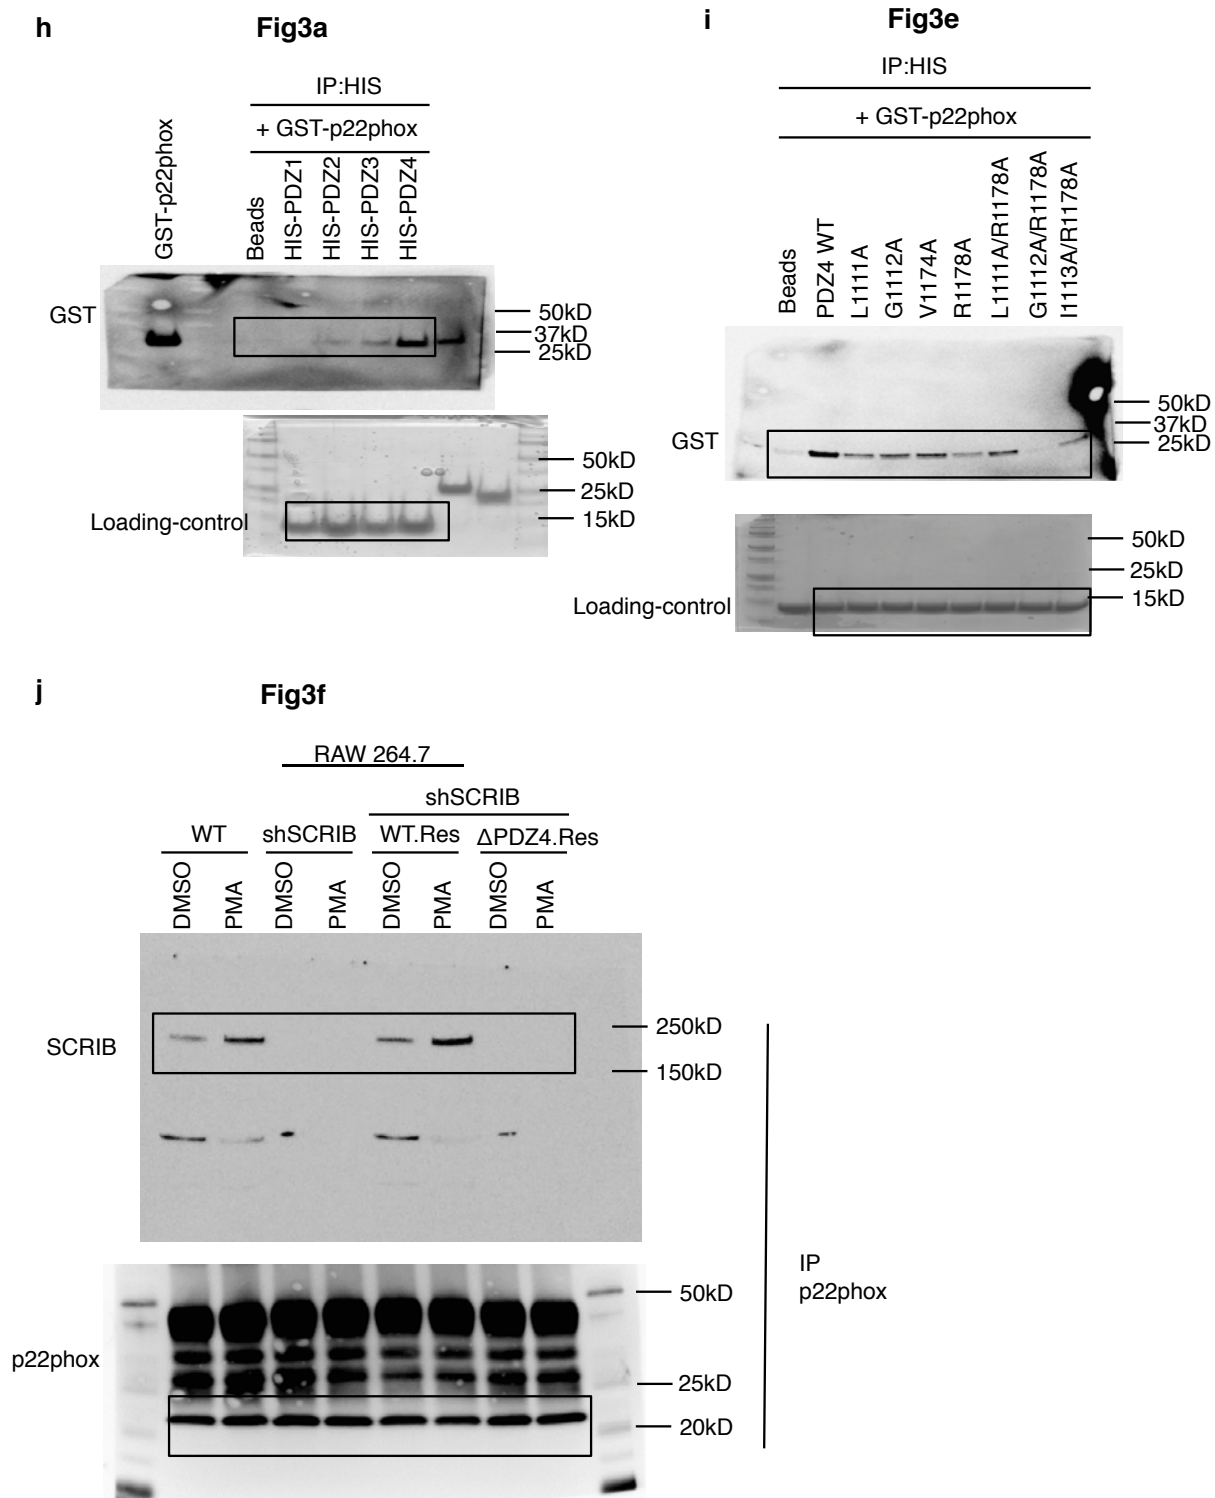 h
Fig3a
IP:HIS
+ GST-p22phox
GST-p22phox
Beads
HIS-PDZ1
HIS-PDZ2
HIS-PDZ3
HIS-PDZ4
GST
50kD
37kD
25kD
50kD
25kD
15kD
Loading-control
i
Fig3e
IP:HIS
+ GST-p22phox
Beads
PDZ4 WT
L1111A
G1112A
V1174A
R1178A
L1111A/R1178A
G1112A/R1178A
I1113A/R1178A
GST
50kD
37kD
25kD
50kD
25kD
15kD
Loading-control
j
Fig3f
RAW 264.7
shSCRIB
WT
shSCRIB
WT.Res
ΔPDZ4.Res
DMSO
PMA
DMSO
PMA
DMSO
PMA
DMSO
PMA
SCRIB
250kD
150kD
p22phox
50kD
25kD
20kD
IP
p22phox